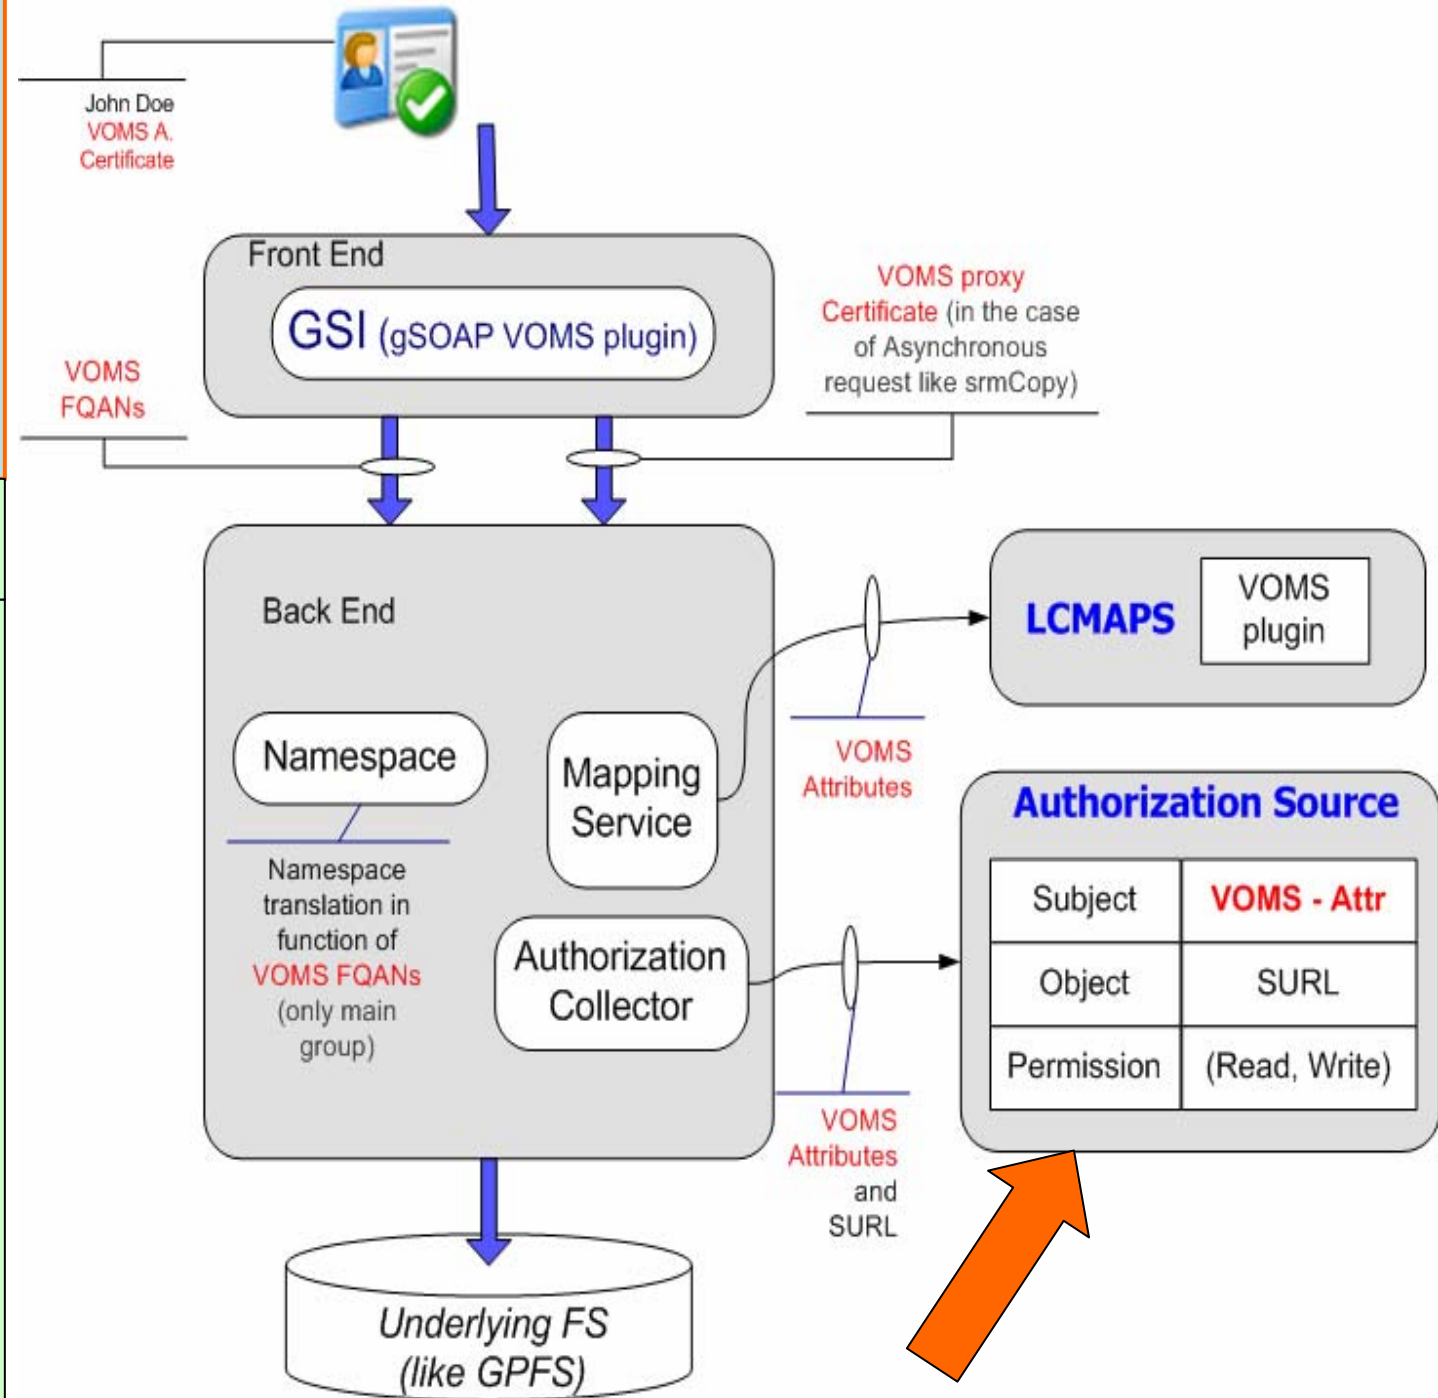 John Doe
VOMS A.
Certificate
Front End
GSI (gSOAP VOMS plugin)
VOMS proxy
Certificate (in the case
of Asynchronous
request like srmCopy)
VOMS
FQANs
Back End
LCMAPS
VOMS
plugin
Namespace
Mapping
Service
VOMS
Attributes
Namespace
translation in
function of
VOMS FQANs
(only main
group)
Authorization
Collector
Authorization Source
Subject VOMS - Attr
Object SURL
Permission (Read, Write)
VOMS
Attributes
and
SURL
Underlying FS
(like GPFS)